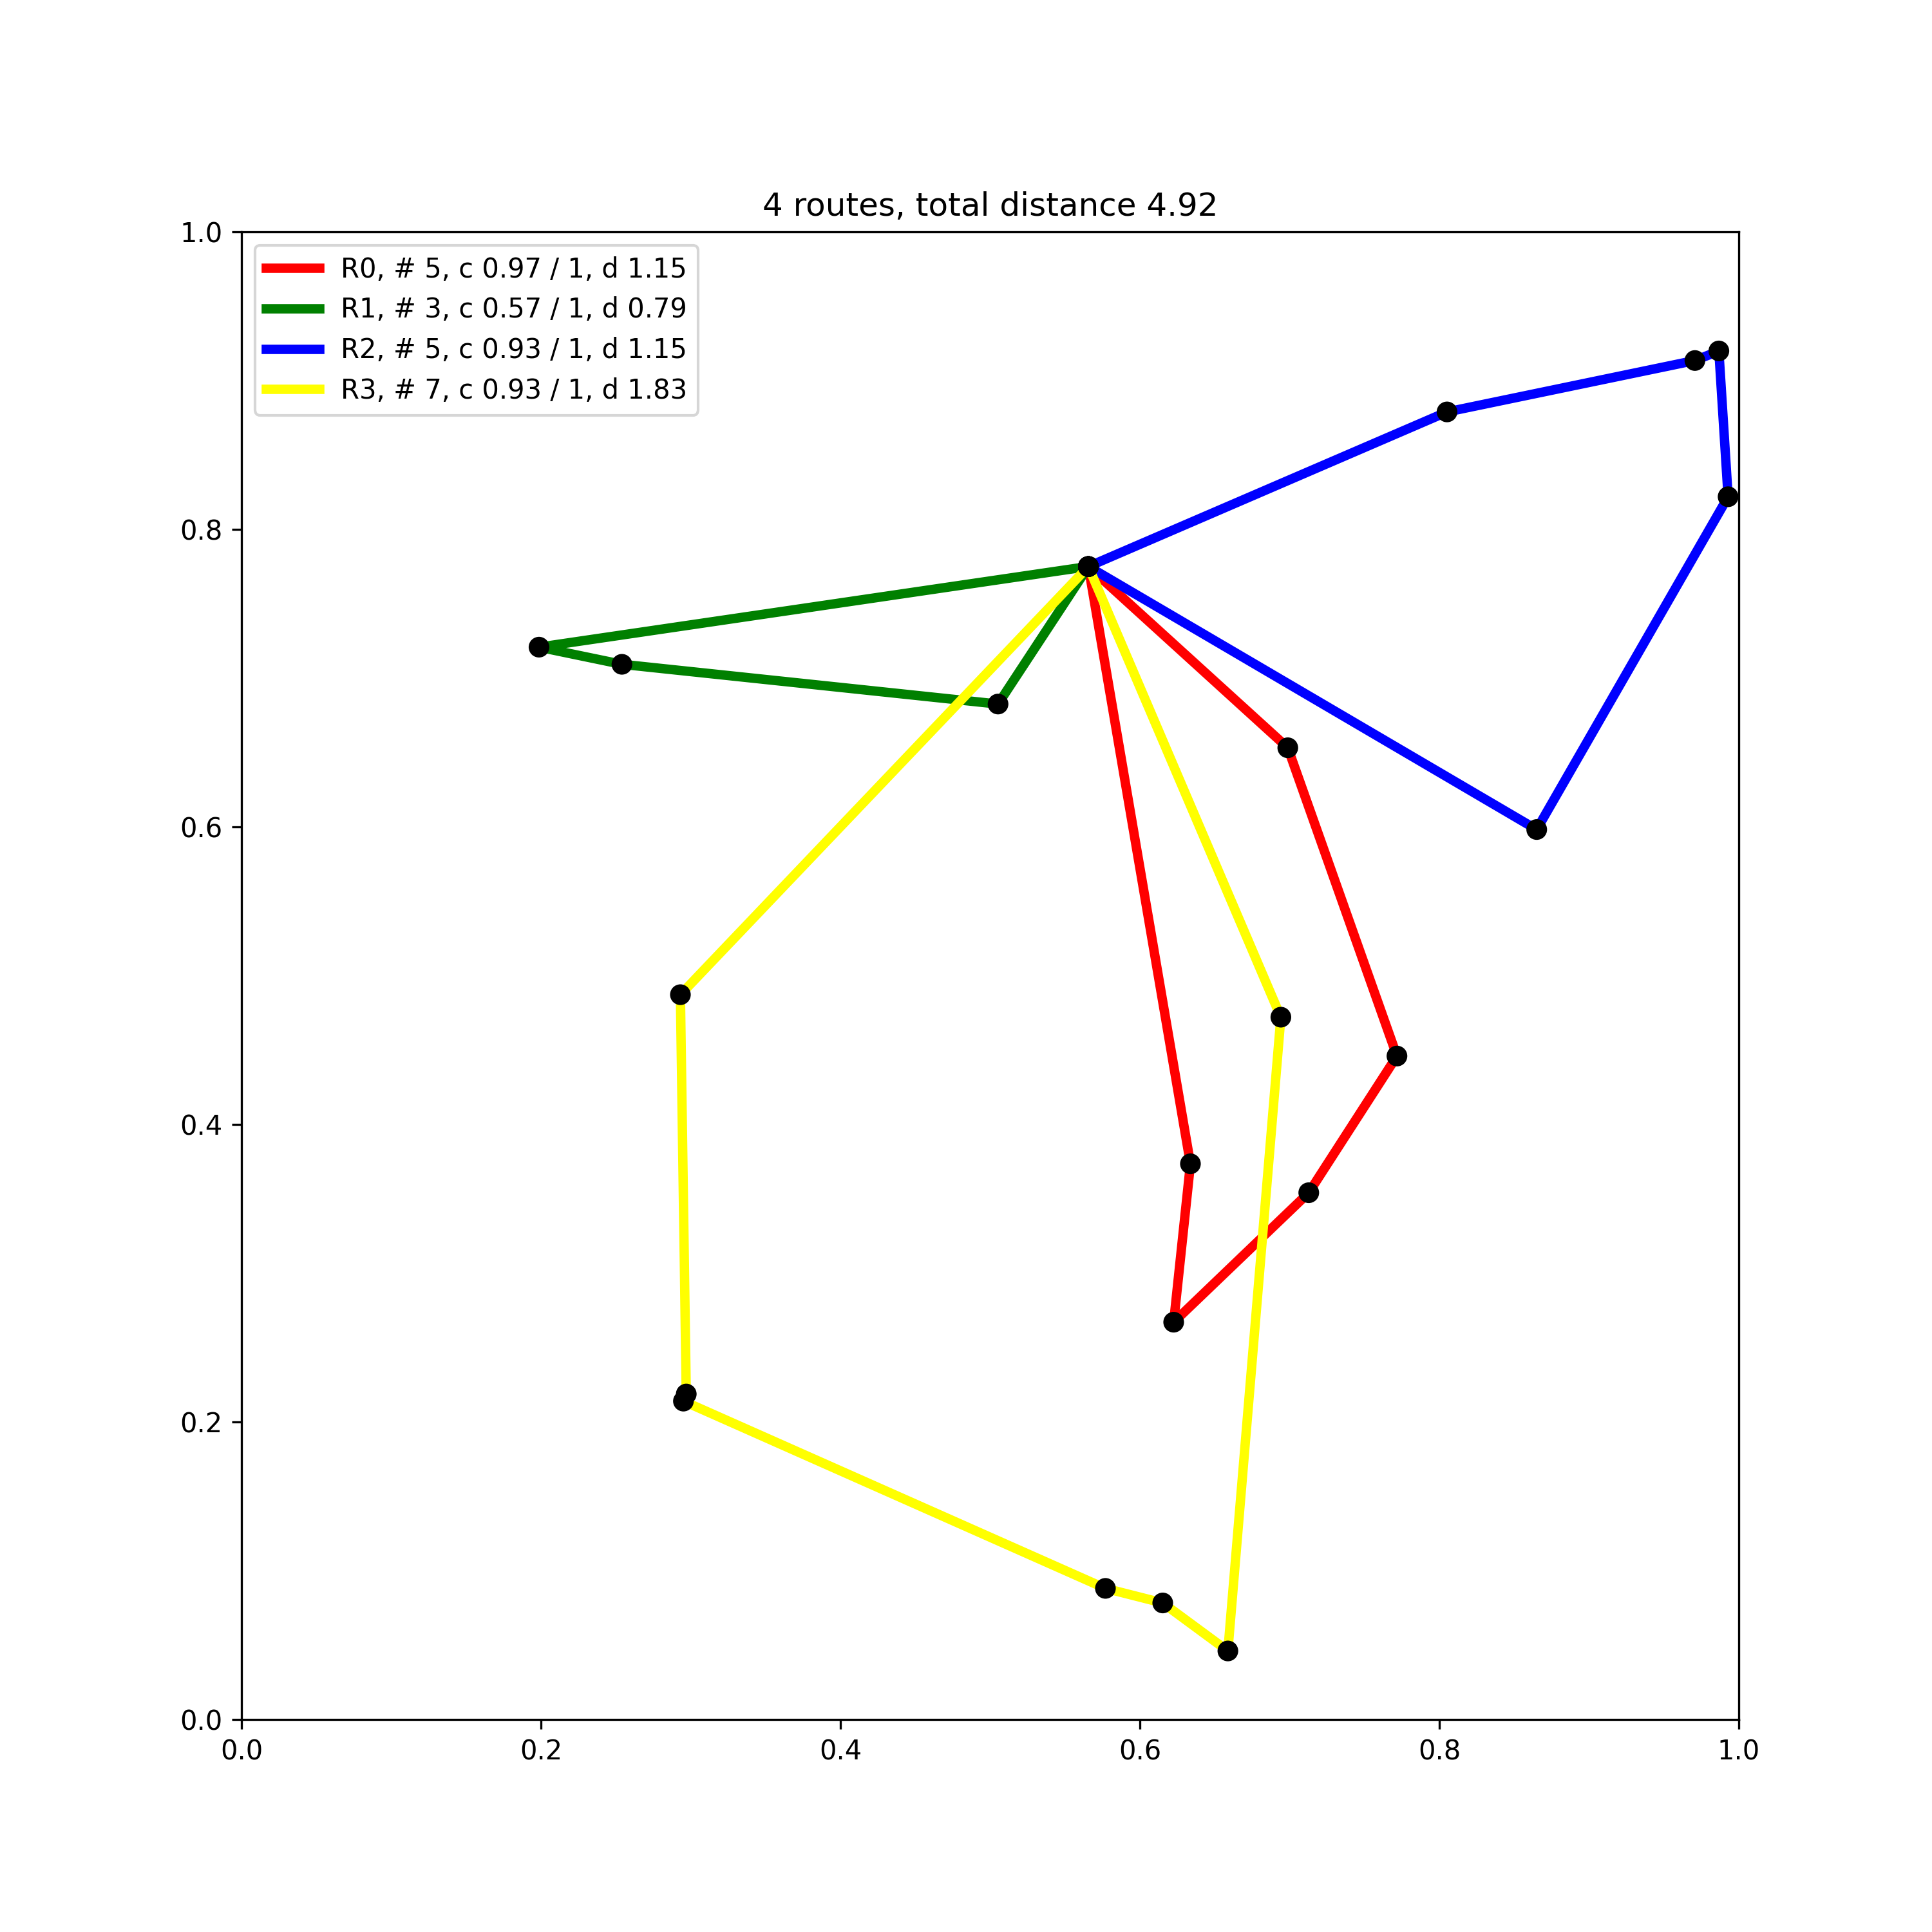 4 routes, total distance 4.92
1.0
R0, # 5, c 0.97 / 1, d 1.15
R1, # 3, c 0.57 / 1, d 0.79
R2, # 5, c 0.93 / 1, d 1.15
R3, # 7, c 0.93 / 1, d 1.83
0.8
0.6
0.4
0.2
0.0
0.0 0.2 0.4 0.6 0.8 1.0